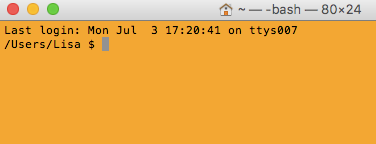 ~ — -bash — 80×24
Last login: Mon Jul  3 17:20:41 on ttys007
/Users/Lisa $